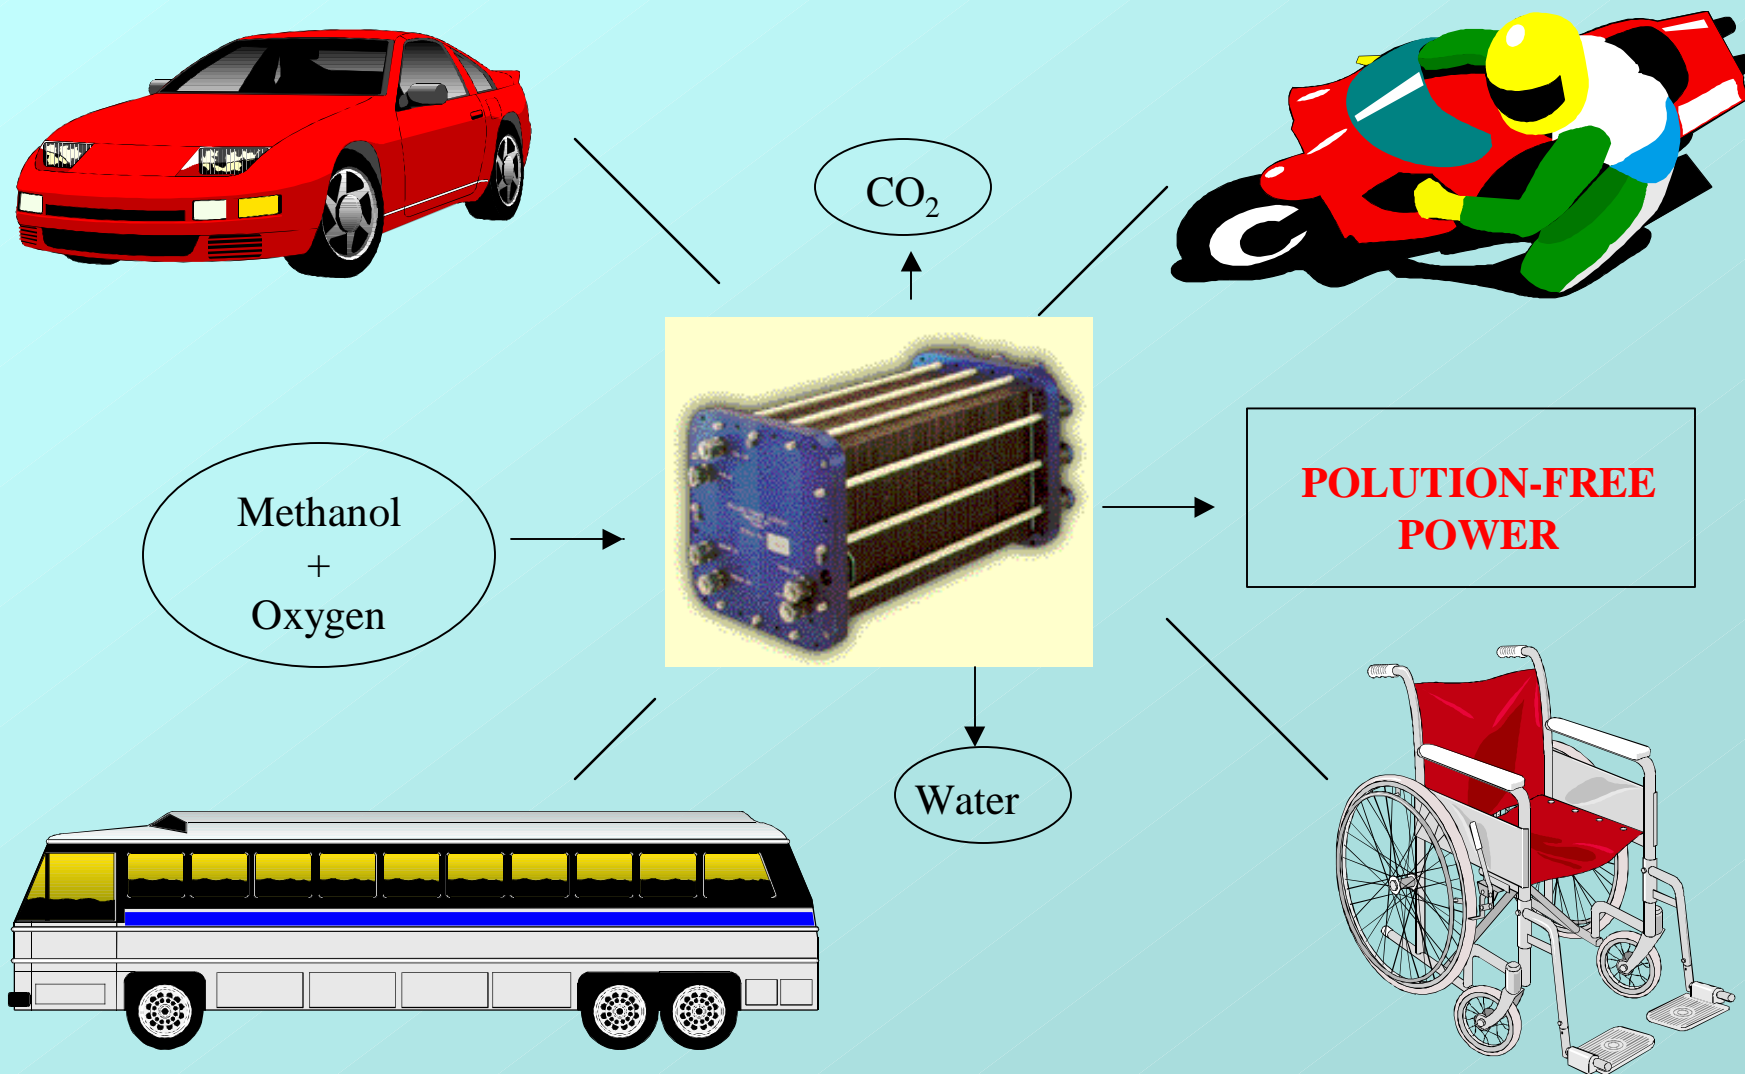 CO₂
Methanol
+
Oxygen
POLUTION-FREE
POWER
Water